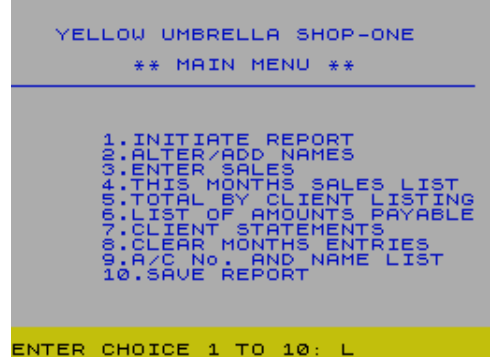 YELLOW UMBRELLA SHOP-ONE
** MAIN MENU **
1.INITIATE REPORT
2.ALTER/ADD NAMES
3.ENTER SALES
4.THIS MONTHS SALES LIST
5.TOTAL BY CLIENT LISTING
6.LIST OF AMOUNTS PAYABLE
7.CLIENT STATEMENTS
8.CLEAR MONTHS ENTRIES
9.A/C No. AND NAME LIST
10.SAVE REPORT
ENTER CHOICE 1 TO 10: L